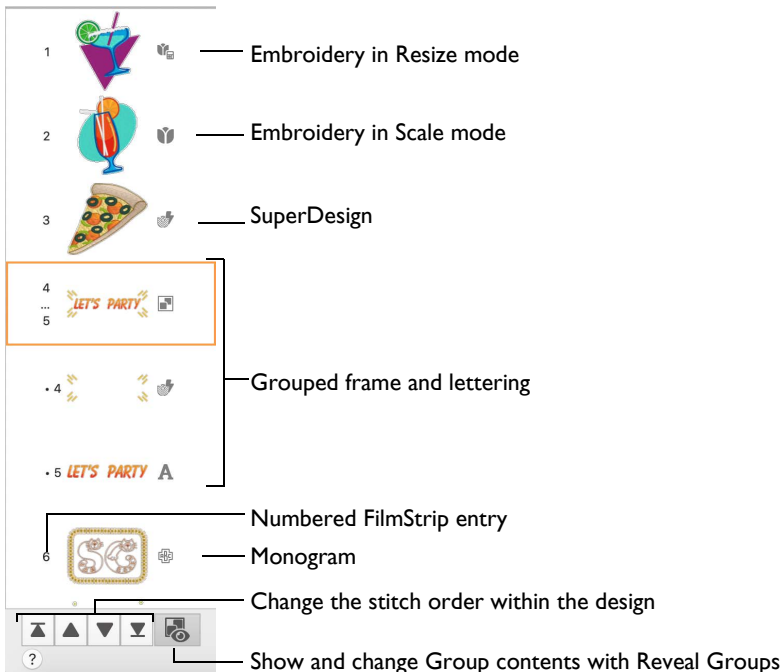 1
Embroidery in Resize mode
2
Embroidery in Scale mode
3
SuperDesign
4
...
5
LET'S PARTY
• 4
Grouped frame and lettering
• 5 LET'S PARTY A
Numbered FilmStrip entry
6 SG
Monogram
Change the stitch order within the design
?
Show and change Group contents with Reveal Groups